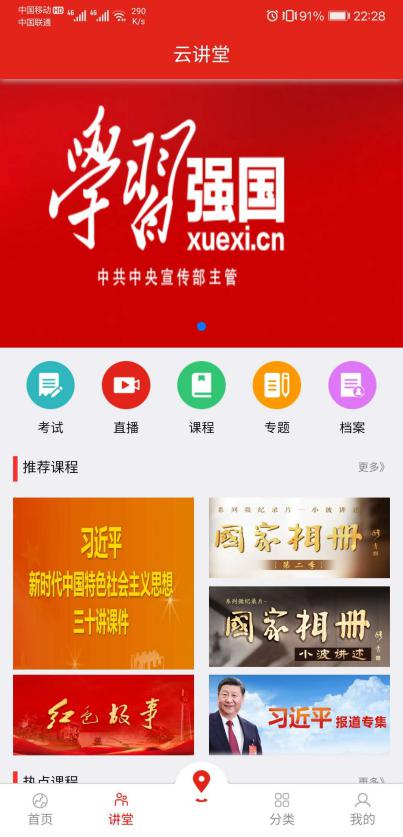 中国移动 HD 4G 4G 290
中国联通 K/s
91% 22:28
云讲堂
学習
强国
xuexi.cn
中共中央宣传部主管
考试 直播 课程 专题 档案
推荐课程 更多》
习近平
新时代中国特色社会主义思想
三十讲课件
系列微纪录片—小波讲述
國家相册
第二季
系列微纪录片—
國家相册
小波讲述
红色故事
习近平 报道专集
热点课程 更多》
首页 讲堂 分类 我的